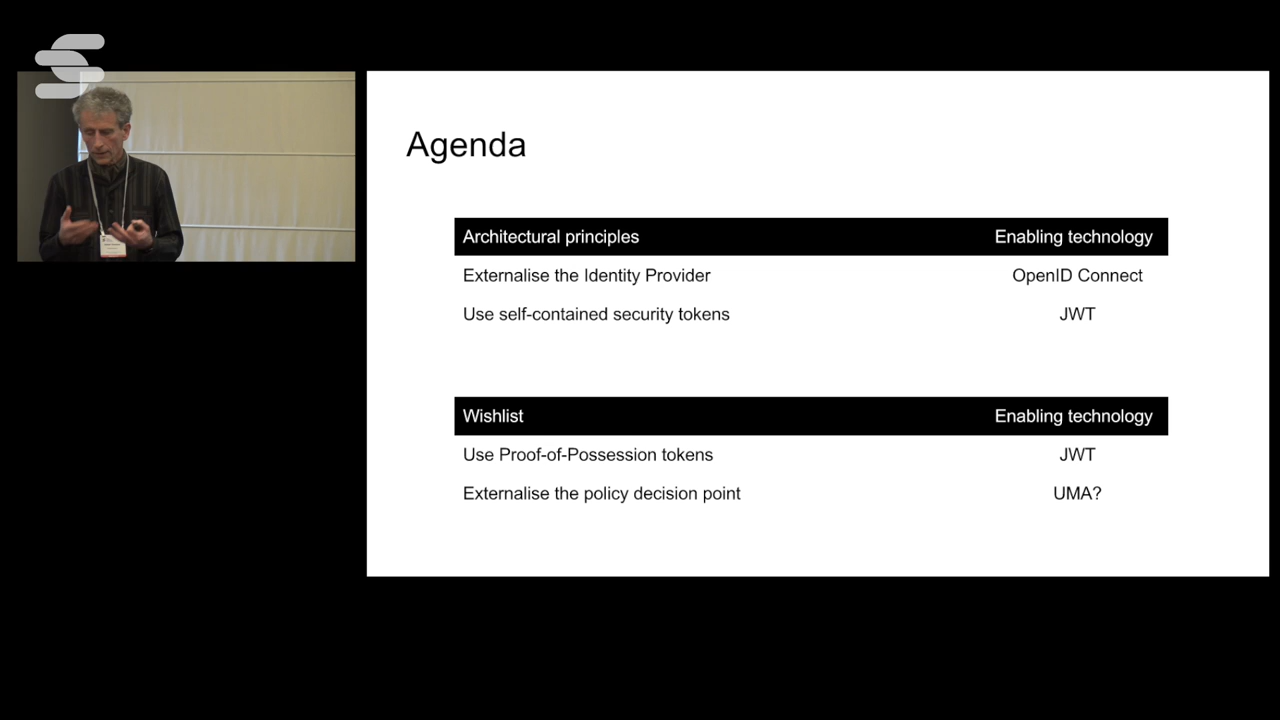 Agenda
Architectural principles Enabling technology
Externalise the Identity Provider OpenID Connect
Use self-contained security tokens JWT
Wishlist Enabling technology
Use Proof-of-Possession tokens JWT
Externalise the policy decision point UMA?